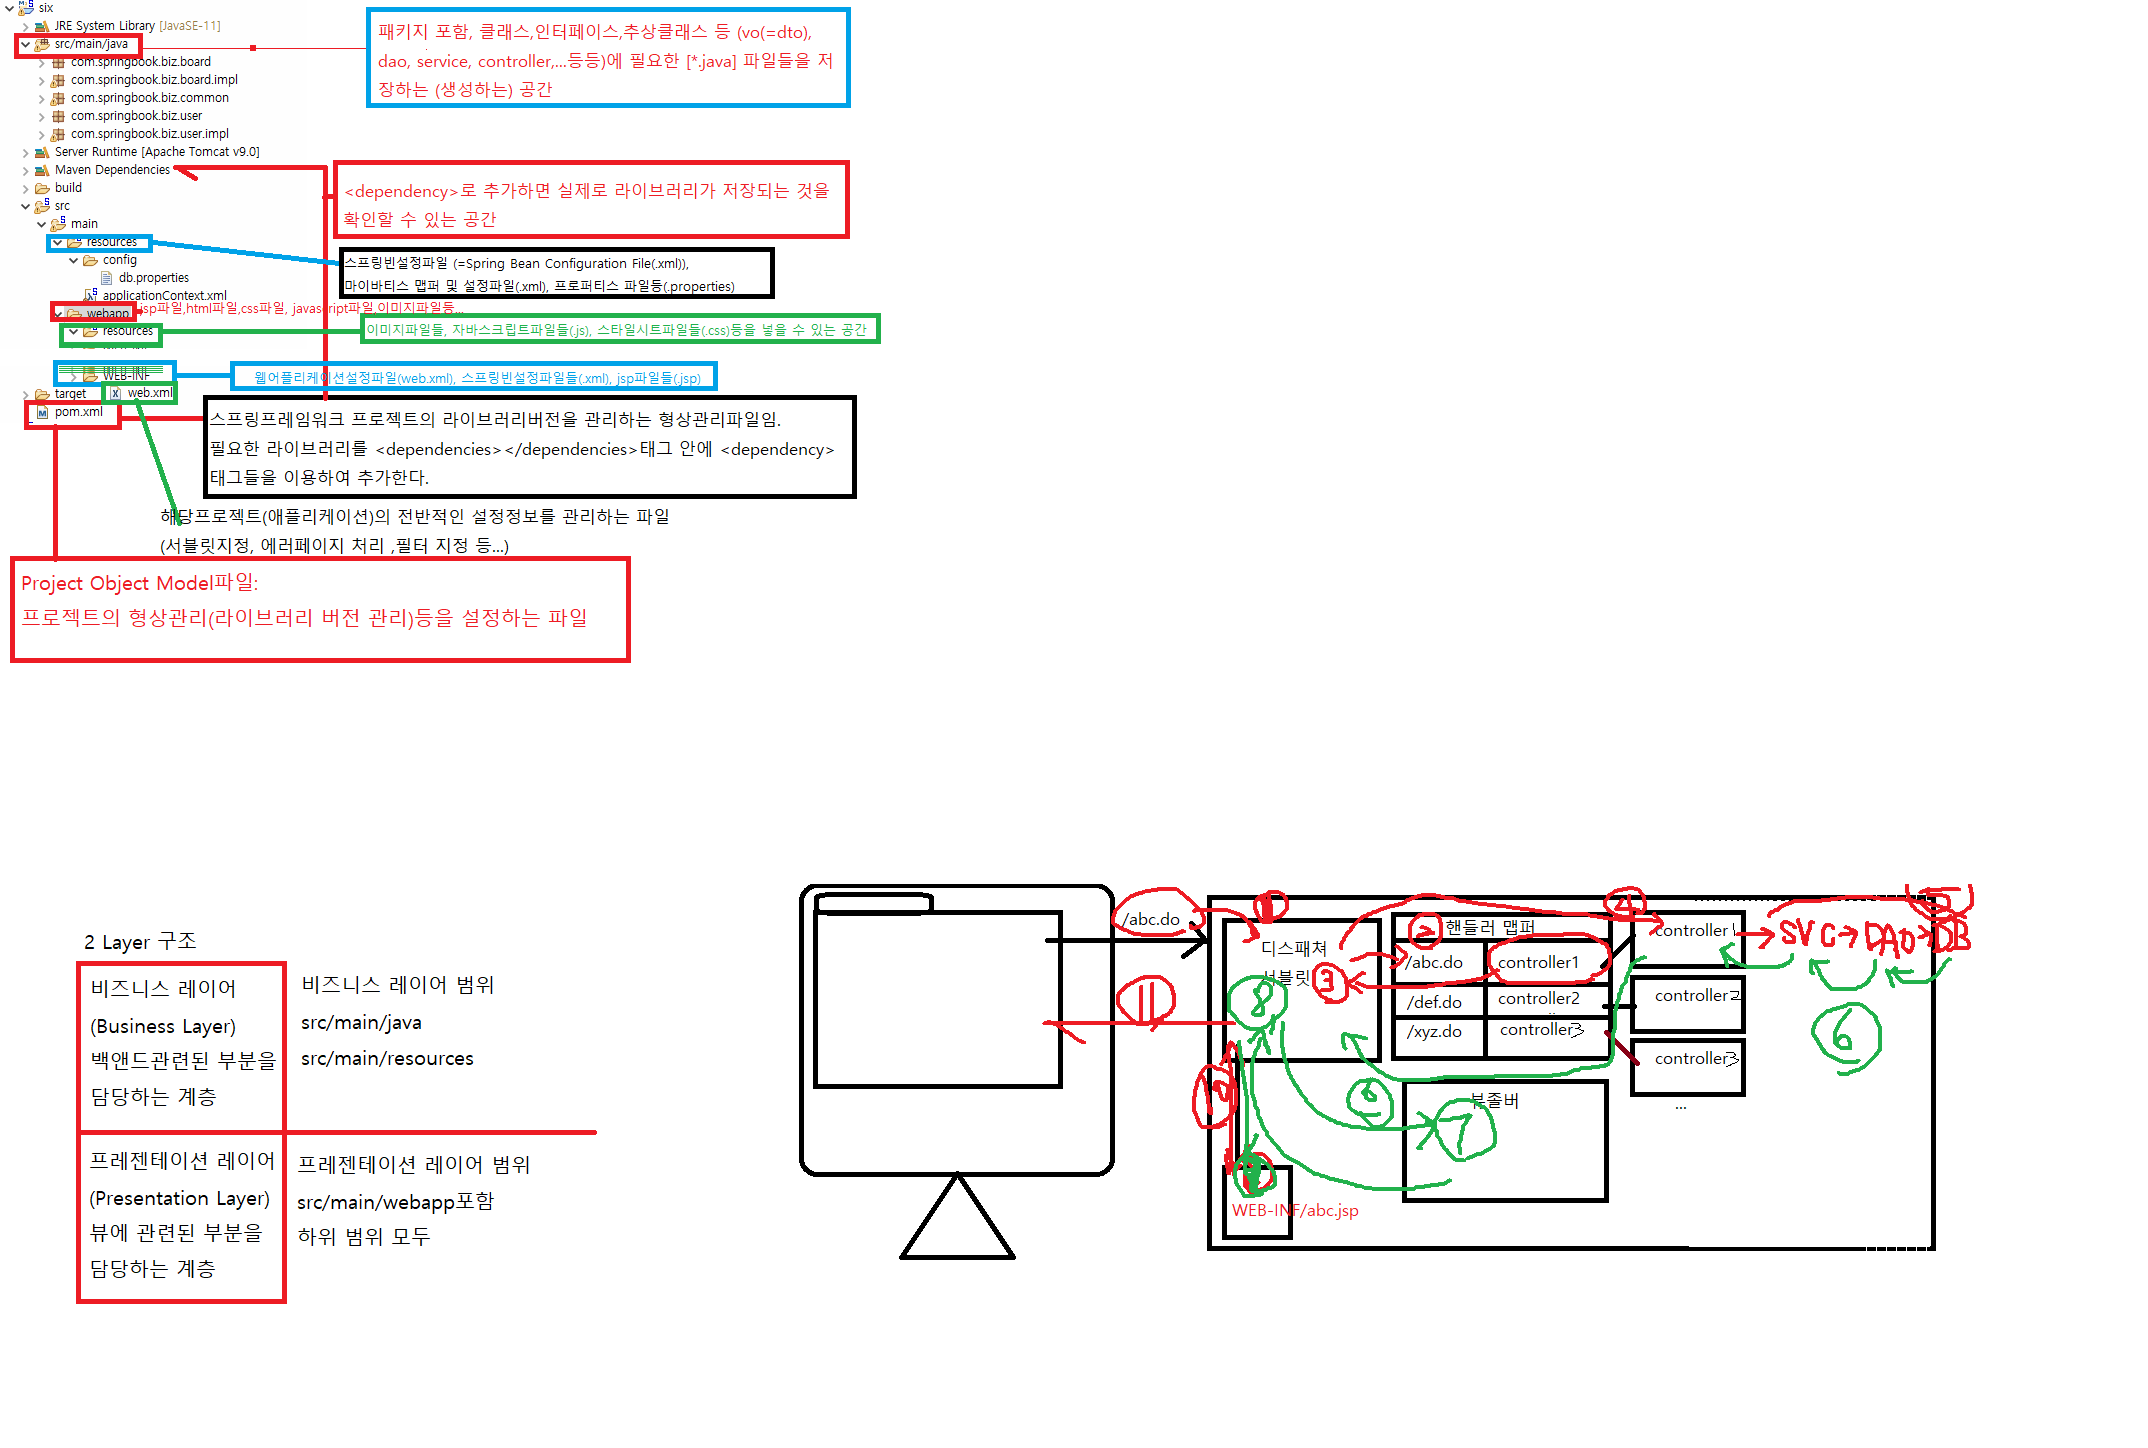 six
JRE System Library [JavaSE-11]
src/main/java
com.springbook.biz.board
com.springbook.biz.board.impl
com.springbook.biz.common
com.springbook.biz.user
com.springbook.biz.user.impl
Server Runtime [Apache Tomcat v9.0]
Maven Dependencies
build
src
main
resources
config
db.properties
applicationContext.xml
webapp
jsp파일,html파일,css파일, javascript파일,이미지파일등...
resources
WEB-INF
target
web.xml
pom.xml
패키지 포함, 클래스,인터페이스,추상클래스 등 (vo(=dto),
dao, service, controller,...등등)에 필요한 [*.java] 파일들을 저
장하는 (생성하는) 공간
<dependency>로 추가하면 실제로 라이브러리가 저장되는 것을
확인할 수 있는 공간
스프링빈설정파일 (=Spring Bean Configuration File(.xml)),
마이바티스 맵퍼 및 설정파일(.xml), 프로퍼티스 파일등(.properties)
이미지파일들, 자바스크립트파일들(.js), 스타일시트파일들(.css)등을 넣을 수 있는 공간
웹어플리케이션설정파일(web.xml), 스프링빈설정파일들(.xml), jsp파일들(.jsp)
스프링프레임워크 프로젝트의 라이브러리버전을 관리하는 형상관리파일임.
필요한 라이브러리를 <dependencies></dependencies>태그 안에 <dependency>
태그들을 이용하여 추가한다.
해당프로젝트(애플리케이션)의 전반적인 설정정보를 관리하는 파일
(서블릿지정, 에러페이지 처리 ,필터 지정 등...)
Project Object Model파일:
프로젝트의 형상관리(라이브러리 버전 관리)등을 설정하는 파일
2 Layer 구조
비즈니스 레이어
(Business Layer)
백앤드관련된 부분을
담당하는 계층
비즈니스 레이어 범위
src/main/java
src/main/resources
프레젠테이션 레이어
(Presentation Layer)
뷰에 관련된 부분을
담당하는 계층
프레젠테이션 레이어 범위
src/main/webapp포함
하위 범위 모두
/abc.do
11
디스패쳐
서블릿
3
8
2
핸들러 맵퍼
/abc.do
controller1
/def.do
controller2
/xyz.do
controller3
4
controller1
controller2
controller3
...
5
SVC
DAO
DB
6
6
뷰졸버
7
WEB-INF/abc.jsp